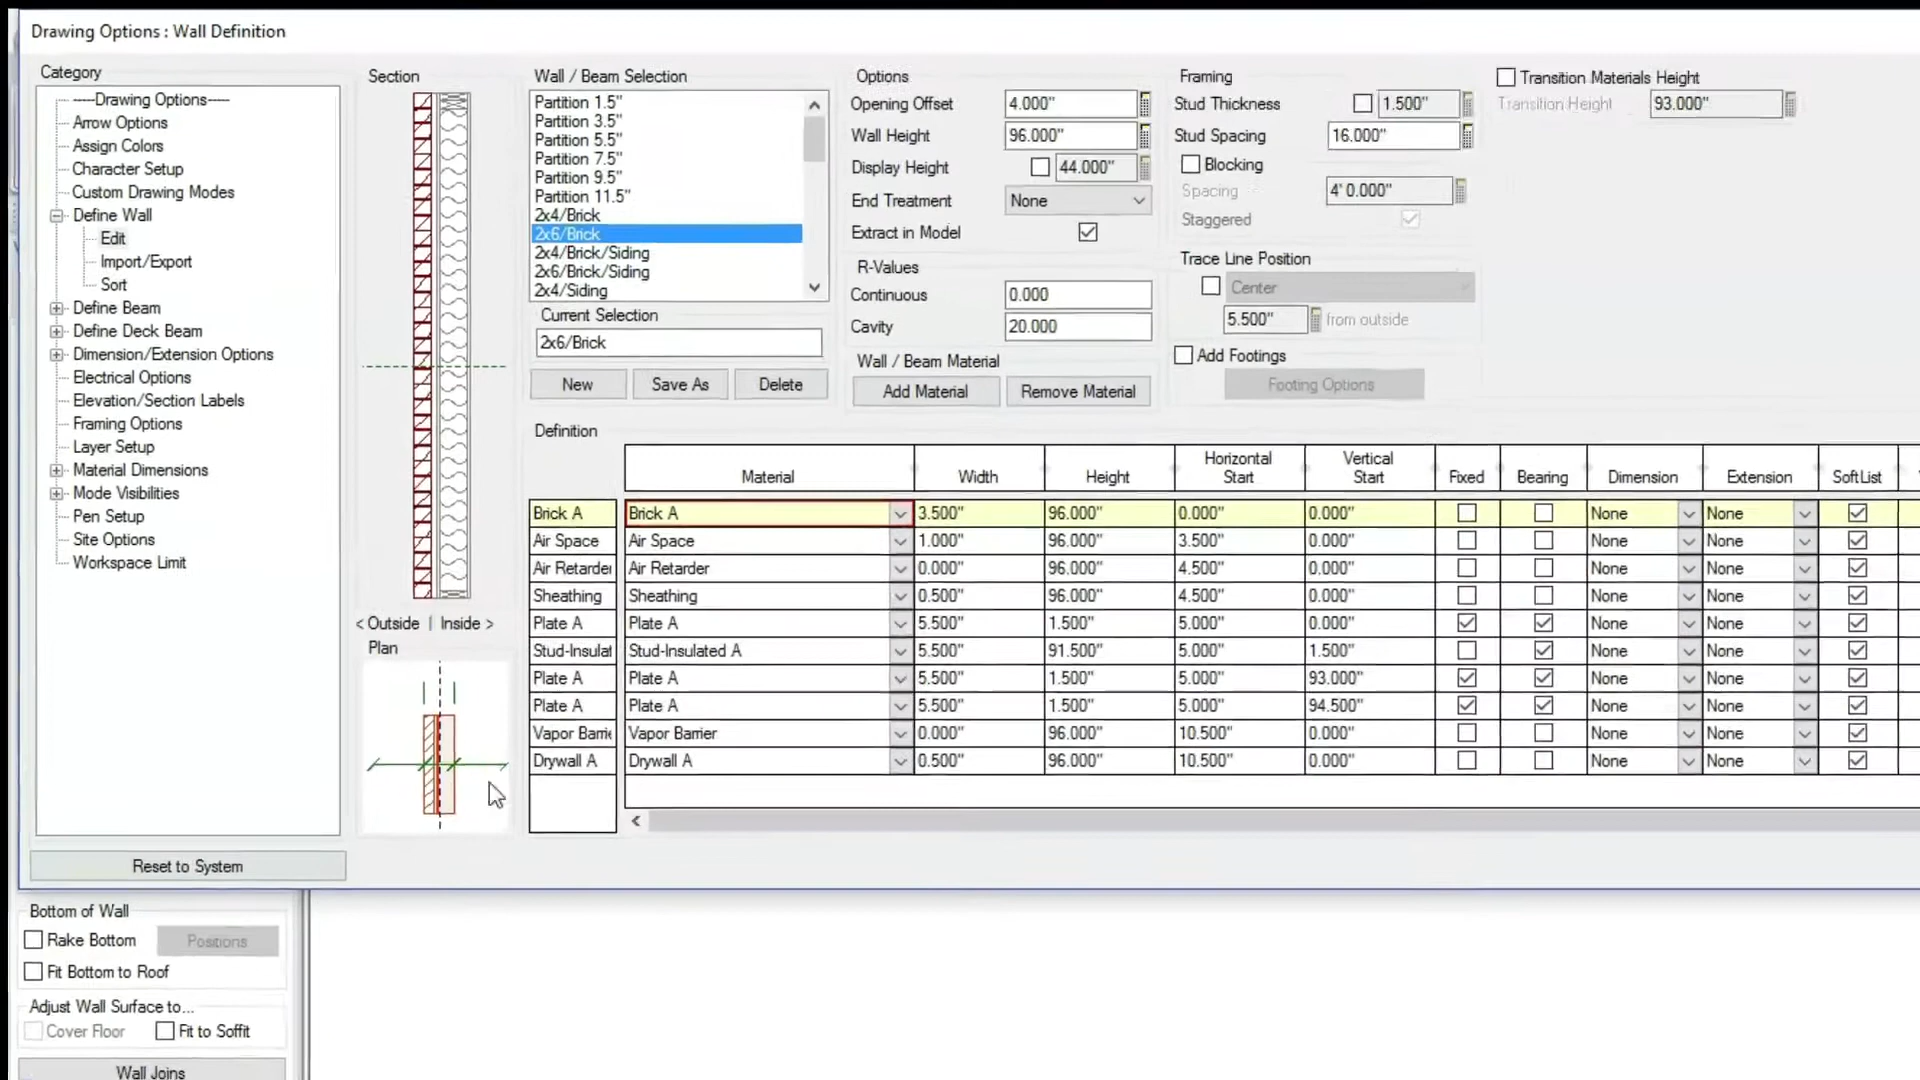 Drawing Options : Wall Definition
Category
-----Drawing Options-----
Arrow Options
Assign Colors
Character Setup
Custom Drawing Modes
Define Wall
Edit
Import/Export
Sort
Define Beam
Define Deck Beam
Dimension/Extension Options
Electrical Options
Elevation/Section Labels
Framing Options
Layer Setup
Material Dimensions
Mode Visibilities
Pen Setup
Site Options
Workspace Limit
Reset to System
Section
< Outside | Inside >
Plan
Wall / Beam Selection
Partition 1.5"
Partition 3.5"
Partition 5.5"
Partition 7.5"
Partition 9.5"
Partition 11.5"
2x4/Brick
2x6/Brick
2x4/Brick/Siding
2x6/Brick/Siding
2x4/Siding
Current Selection
2x6/Brick
New Save As Delete
Options
Opening Offset 4.000"
Wall Height 96.000"
Display Height 44.000"
End Treatment None
Extract in Model
R-Values
Continuous 0.000
Cavity 20.000
Wall / Beam Material
Add Material Remove Material
Framing
Stud Thickness 1.500"
Stud Spacing 16.000"
Blocking
Spacing 4' 0.000"
Staggered
Trace Line Position
Center
5.500" from outside
Add Footings
Footing Options
Transition Materials Height
Transition Height 93.000"
Definition
Material Width Height Horizontal Start Vertical Start Fixed Bearing Dimension Extension SoftList
Brick A Brick A 3.500" 96.000" 0.000" 0.000" None None
Air Space Air Space 1.000" 96.000" 3.500" 0.000" None None
Air Retarder Air Retarder 0.000" 96.000" 4.500" 0.000" None None
Sheathing Sheathing 0.500" 96.000" 4.500" 0.000" None None
Plate A Plate A 5.500" 1.500" 5.000" 0.000" None None
Stud-Insulat Stud-Insulated A 5.500" 91.500" 5.000" 1.500" None None
Plate A Plate A 5.500" 1.500" 5.000" 93.000" None None
Plate A Plate A 5.500" 1.500" 5.000" 94.500" None None
Vapor Barrie Vapor Barrier 0.000" 96.000" 10.500" 0.000" None None
Drywall A Drywall A 0.500" 96.000" 10.500" 0.000" None None
Bottom of Wall
Rake Bottom Positions
Fit Bottom to Roof
Adjust Wall Surface to...
Cover Floor Fit to Soffit
Wall Joins